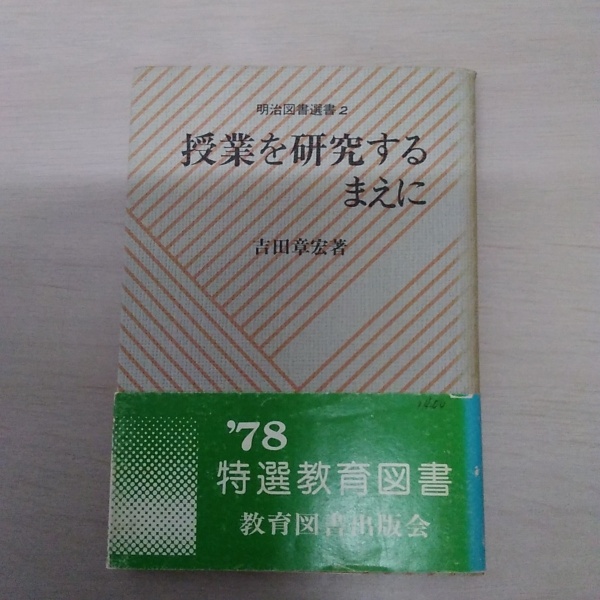 明治図書選書2
授業を研究する
まえに
吉田章宏著
'78
特選教育図書
教育図書出版会